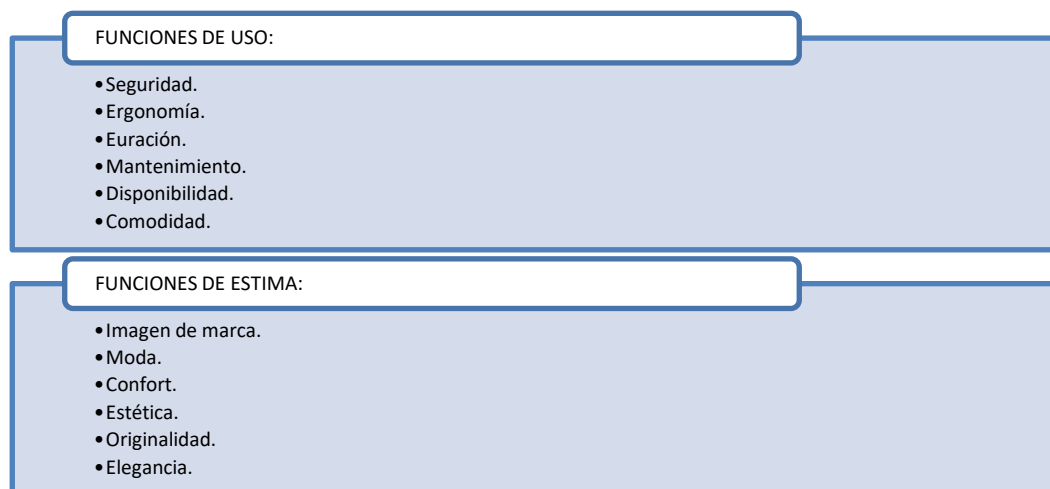 FUNCIONES DE USO:
•Seguridad.
•Ergonomía.
•Euración.
•Mantenimiento.
•Disponibilidad.
•Comodidad.
FUNCIONES DE ESTIMA:
•Imagen de marca.
•Moda.
•Confort.
•Estética.
•Originalidad.
•Elegancia.